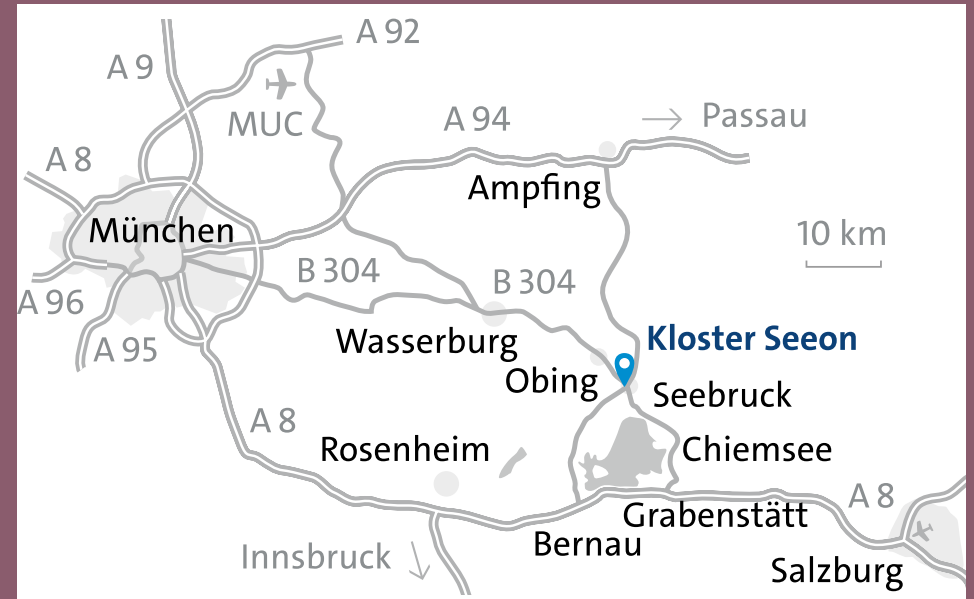 A 92
A 9
MUC
A 94
Passau
A 8
Ampfing
München
10 km
B 304
B 304
A 96
Wasserburg
Kloster Seeon
A 95
Obing
Seebruck
A 8
Rosenheim
Chiemsee
A 8
Grabenstätt
Bernau
Innsbruck
Salzburg